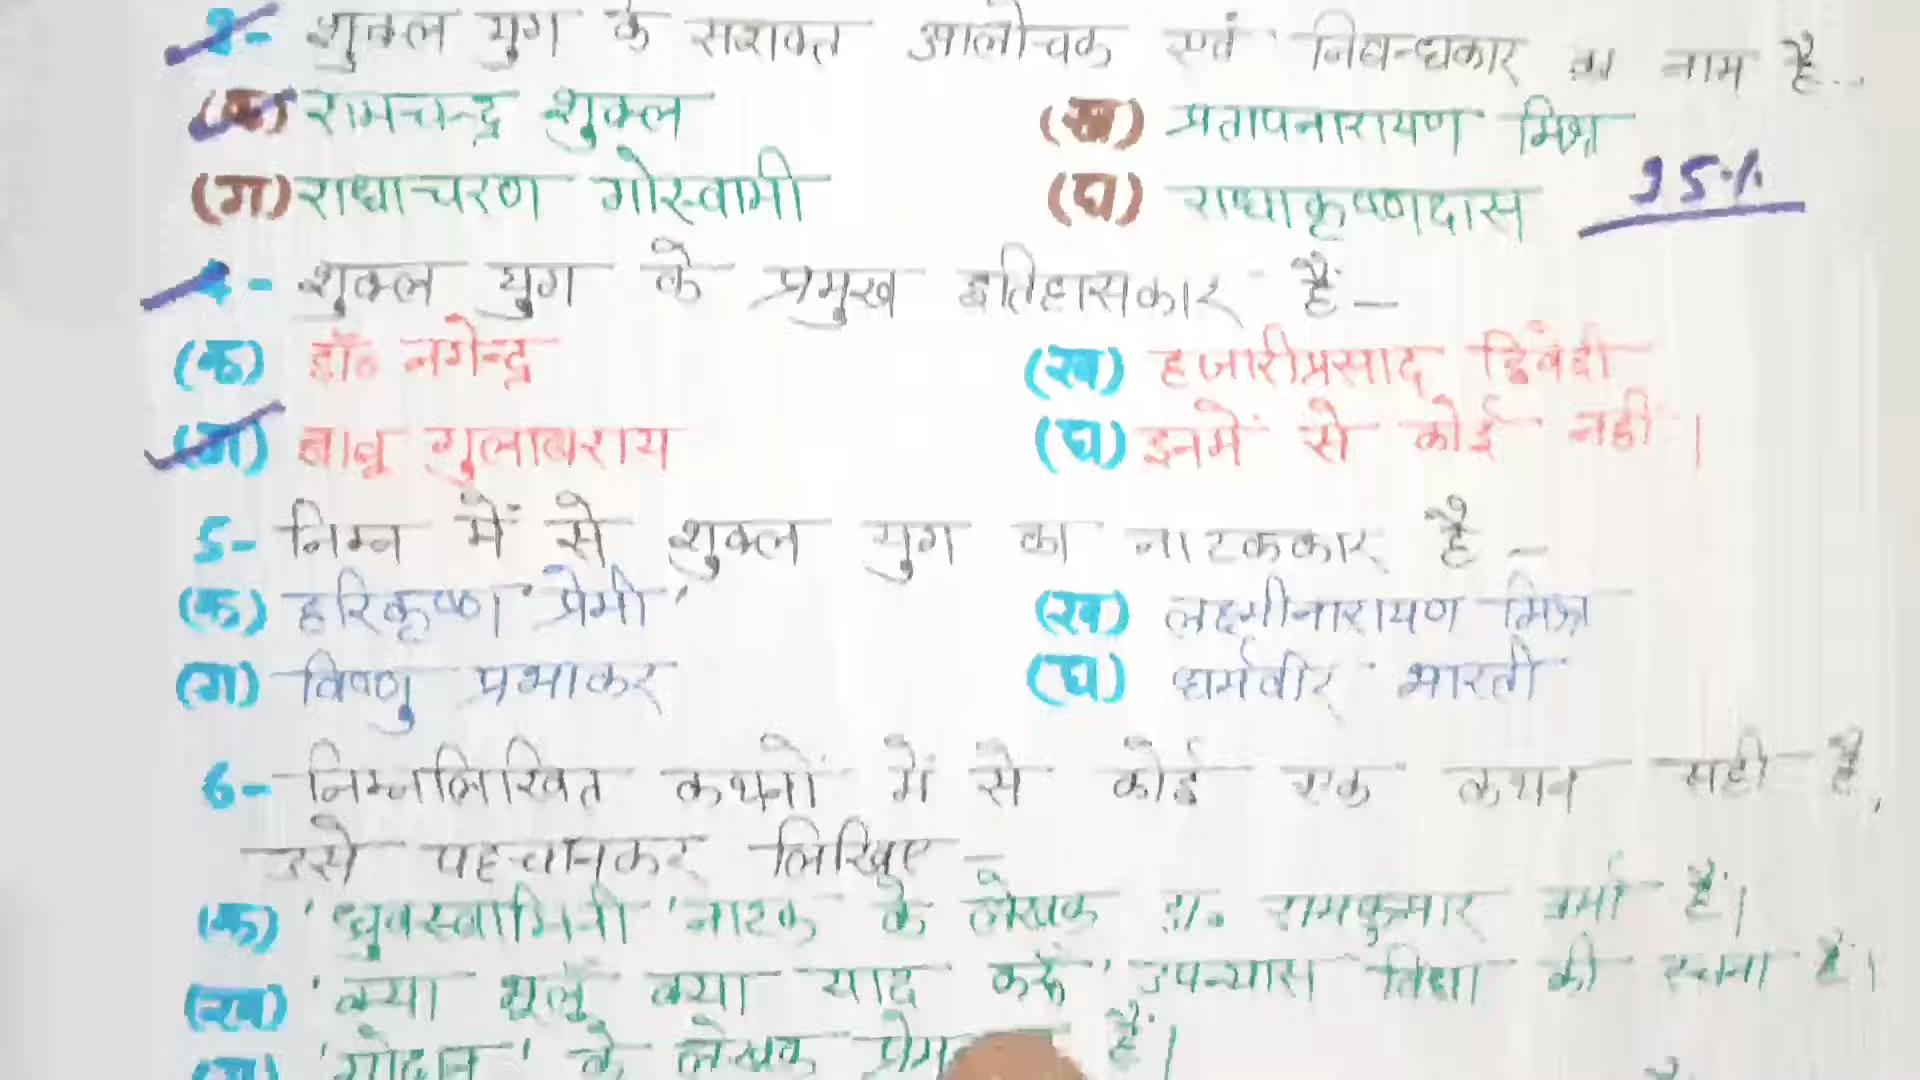 3- शुक्ल युग के सशक्त आलोचक एवं निबन्धकार का नाम है...
(क) रामचन्द्र शुक्ल (ख) प्रतापनारायण मिश्र
(ग) राधाचरण गोस्वामी (घ) राधाकृष्णदास 25%
4- शुक्ल युग के प्रमुख इतिहासकार हैं–
(क) डॉ० नगेन्द्र (ख) हजारीप्रसाद द्विवेदी
(ग) बाबू गुलाबराय (घ) इनमें से कोई नहीं।
5- निम्न में से शुक्ल युग का नाटककार है –
(क) हरिकृष्ण 'प्रेमी' (ख) लक्ष्मीनारायण मिश्र
(ग) विष्णु प्रभाकर (घ) धर्मवीर भारती
6- निम्नलिखित कथनों में से कोई एक कथन सही है,
उसे पहचानकर लिखिए –
(क) 'ध्रुवस्वामिनी' नाटक के लेखक डा० रामकुमार वर्मा हैं।
(ख) 'क्या भूलूँ क्या याद करूँ' उपन्यास विधा की रचना है।
(ग) 'गोदान' के लेखक हैं।